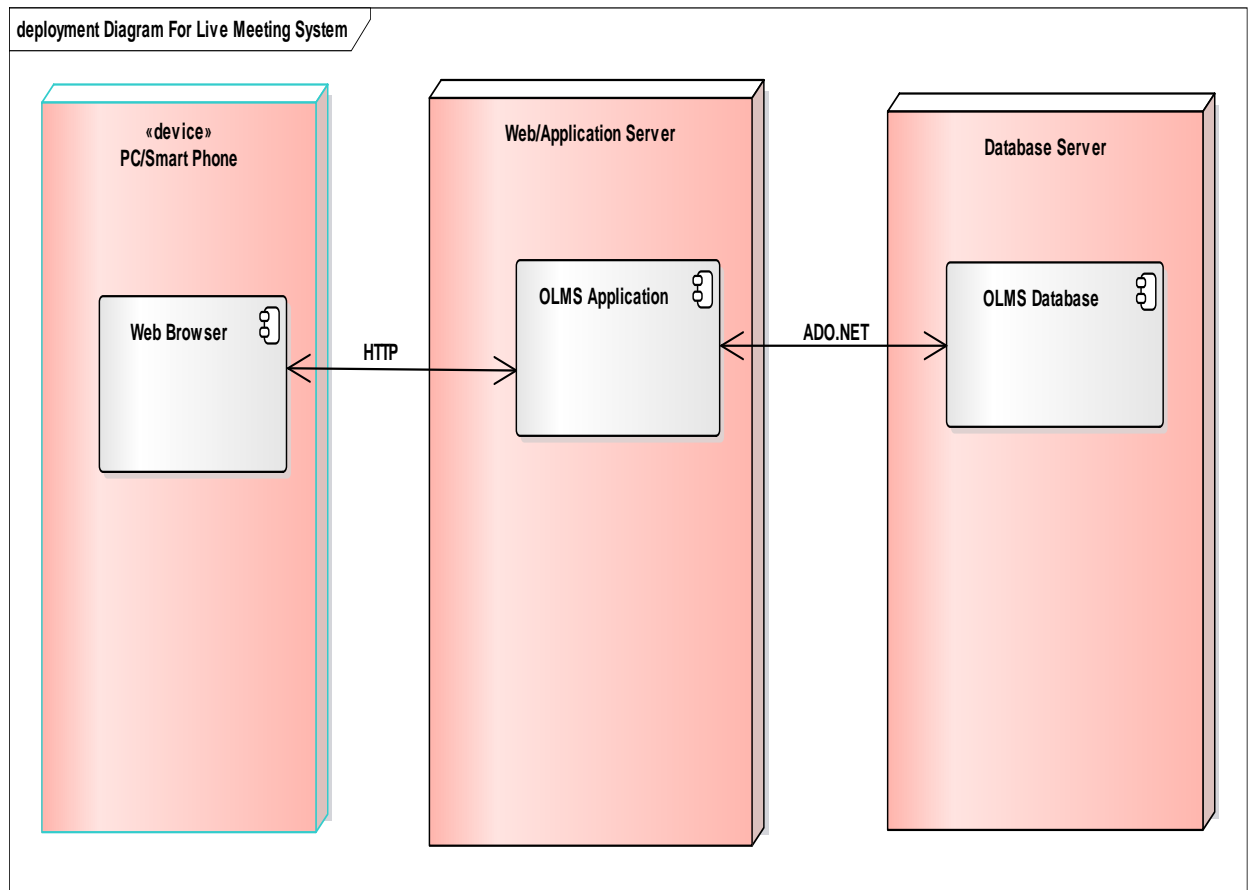 deployment Diagram For Live Meeting System
«device»
PC/Smart Phone
Web/Application Server
Database Server
Web Browser
OLMS Application
OLMS Database
HTTP
ADO.NET